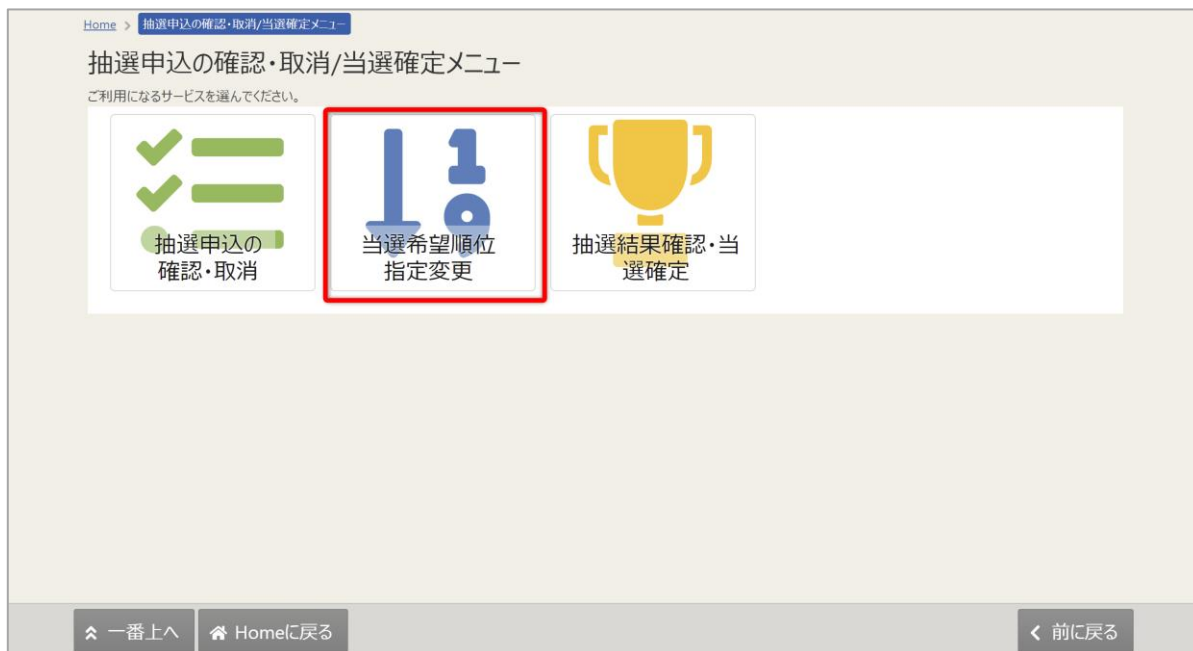 Home > 抽選申込の確認・取消/当選確定メニュー
抽選申込の確認・取消/当選確定メニュー
ご利用になるサービスを選んでください。
抽選申込の
確認・取消
当選希望順位
指定変更
抽選結果確認・当
選確定
一番上へ
Homeに戻る
前に戻る